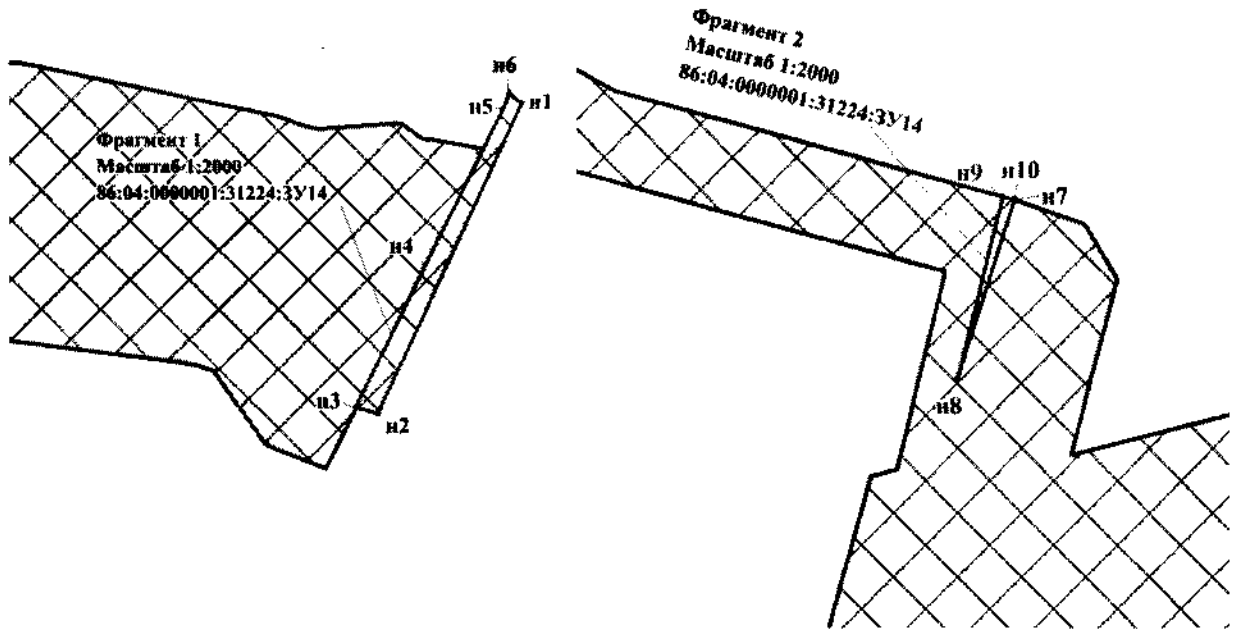 Фрагмент 1
Масштаб 1:2000
86:04:0000001:31224:ЗУ14
н6
н5
н1
н4
н3
н2
Фрагмент 2
Масштаб 1:2000
86:04:0000001:31224:ЗУ14
н9
н10
н7
н8